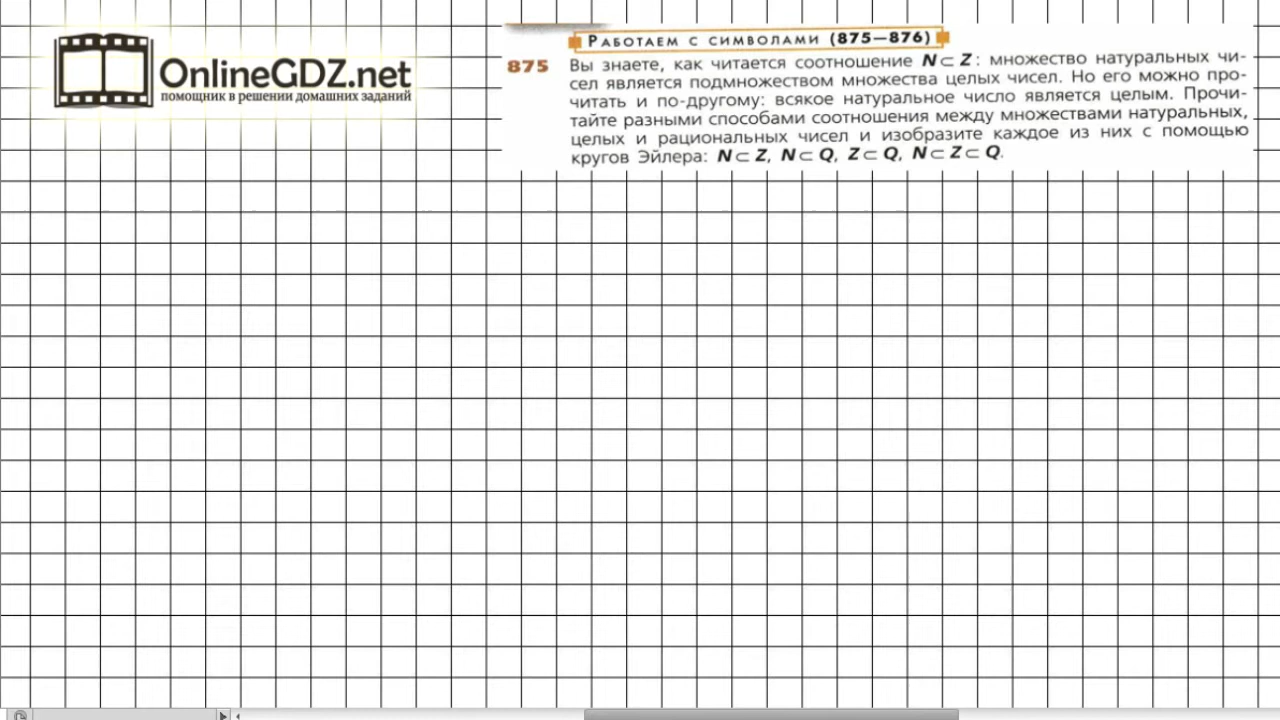 OnlineGDZ.net
помощник в решении домашних заданий
Работаем с символами (875—876)
875 Вы знаете, как читается соотношение N ⊂ Z : множество натуральных чи-
сел является подмножеством множества целых чисел. Но его можно про-
читать и по-другому: всякое натуральное число является целым. Прочи-
тайте разными способами соотношения между множествами натуральных,
целых и рациональных чисел и изобразите каждое из них с помощью
кругов Эйлера: N ⊂ Z, N ⊂ Q, Z ⊂ Q, N ⊂ Z ⊂ Q.